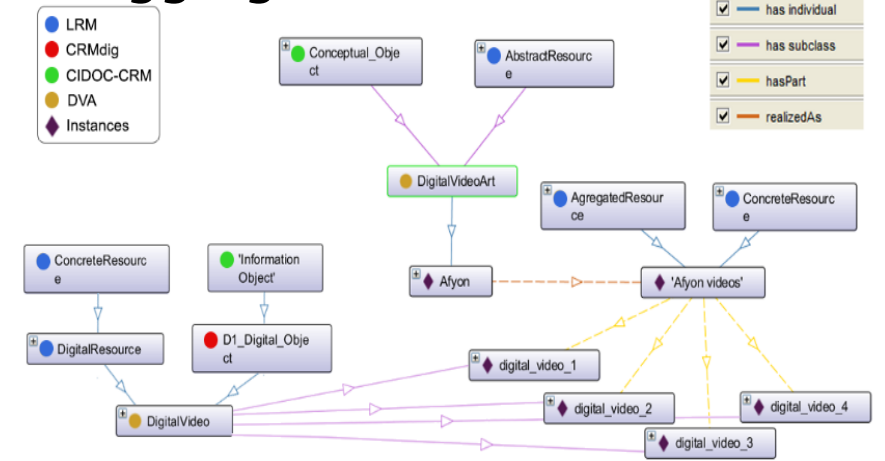 LRM
CRMdig
CIDOC-CRM
DVA
Instances
has individual
has subclass
hasPart
realizedAs
Conceptual_Obje
ct
AbstractResourc
e
DigitalVideoArt
AgregatedResour
ce
ConcreteResourc
e
ConcreteResourc
e
'Information
Object'
Afyon
'Afyon videos'
DigitalResource
D1_Digital_Obje
ct
digital_video_1
DigitalVideo
digital_video_2
digital_video_4
digital_video_3